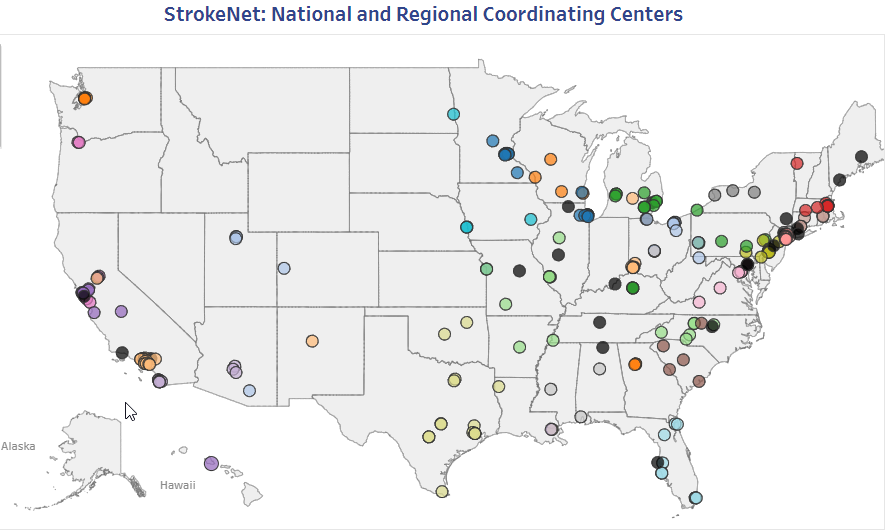 StrokeNet: National and Regional Coordinating Centers
Alaska
Hawaii